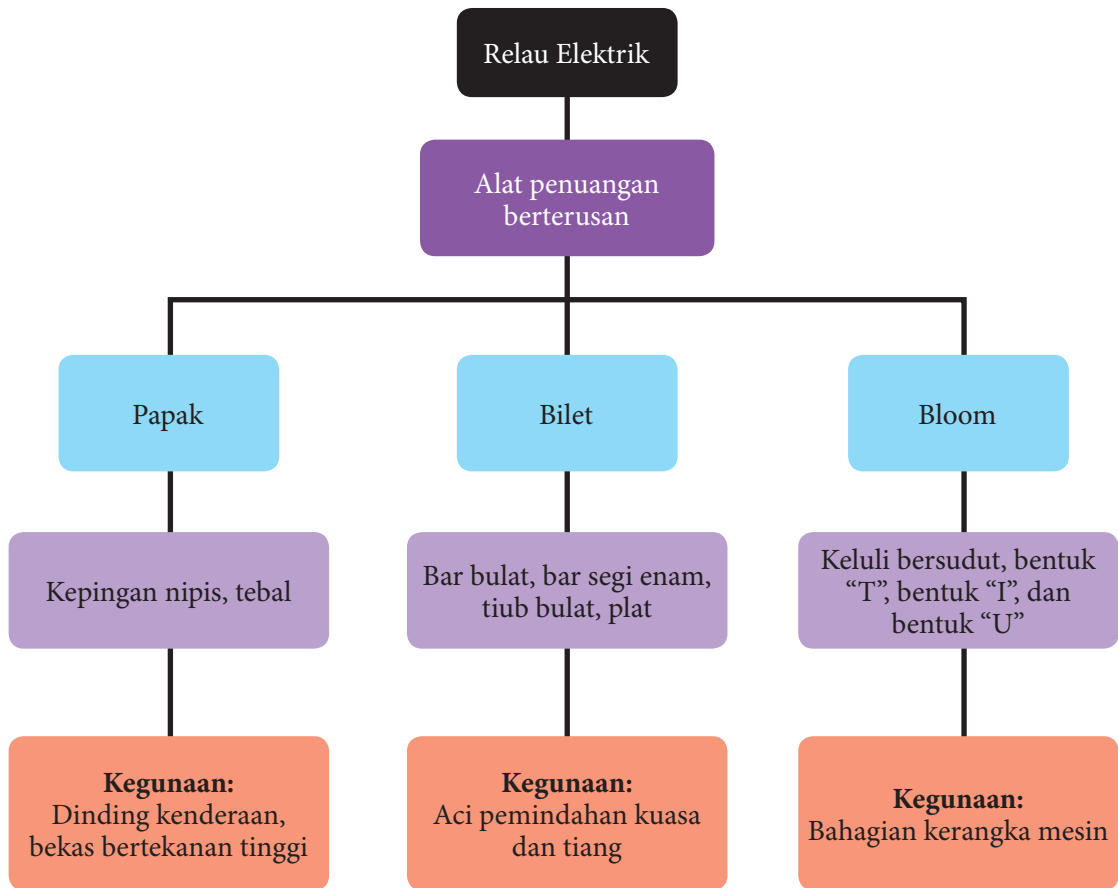 Relau Elektrik
Alat penuangan
berterusan
Papak
Bilet
Bloom
Kepingan nipis, tebal
Bar bulat, bar segi enam,
tiub bulat, plat
Keluli bersudut, bentuk
“T”, bentuk “I”, dan
bentuk “U”
Kegunaan:
Dinding kenderaan,
bekas bertekanan tinggi
Kegunaan:
Aci pemindahan kuasa
dan tiang
Kegunaan:
Bahagian kerangka mesin